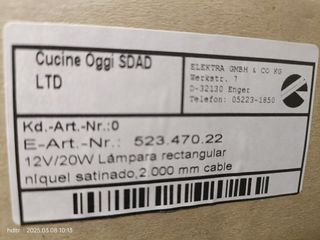 Cucine Oggi SDAD
LTD
ELEKTRA GMBH & CO KG
Werkstr. 7
D-32130 Enger
Telefon: 05223-1850
Kd.-Art.-Nr.:0
E-Art.-Nr.: 523.470.22
12V/20W Lámpara rectangular
níquel satinado,2.000 mm cable
hdltr | 2025.03.08 10:13